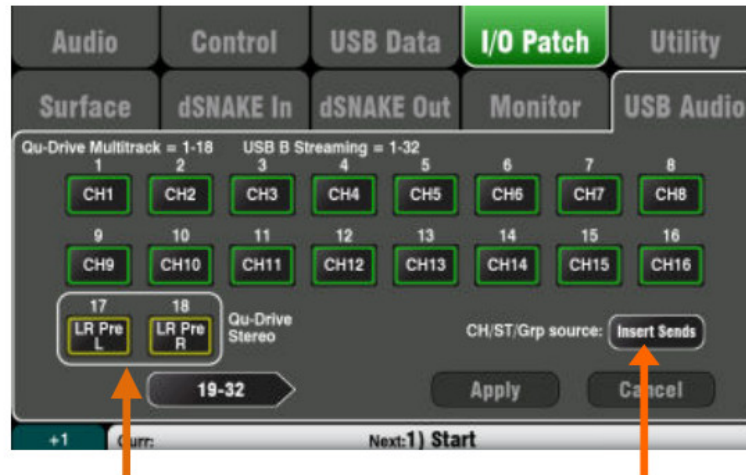 Audio Control USB Data I/O Patch Utility
Surface dSNAKE In dSNAKE Out Monitor USB Audio
Qu-Drive Multitrack = 1-18 USB B Streaming = 1-32
1 2 3 4 5 6 7 8
CH1 CH2 CH3 CH4 CH5 CH6 CH7 CH8
9 10 11 12 13 14 15 16
CH9 CH10 CH11 CH12 CH13 CH14 CH15 CH16
17 18
LR Pre L LR Pre R Qu-Drive Stereo CH/ST/Grp source: Insert Sends
19-32 Apply Cancel
+1 Curr: Next:1) Start